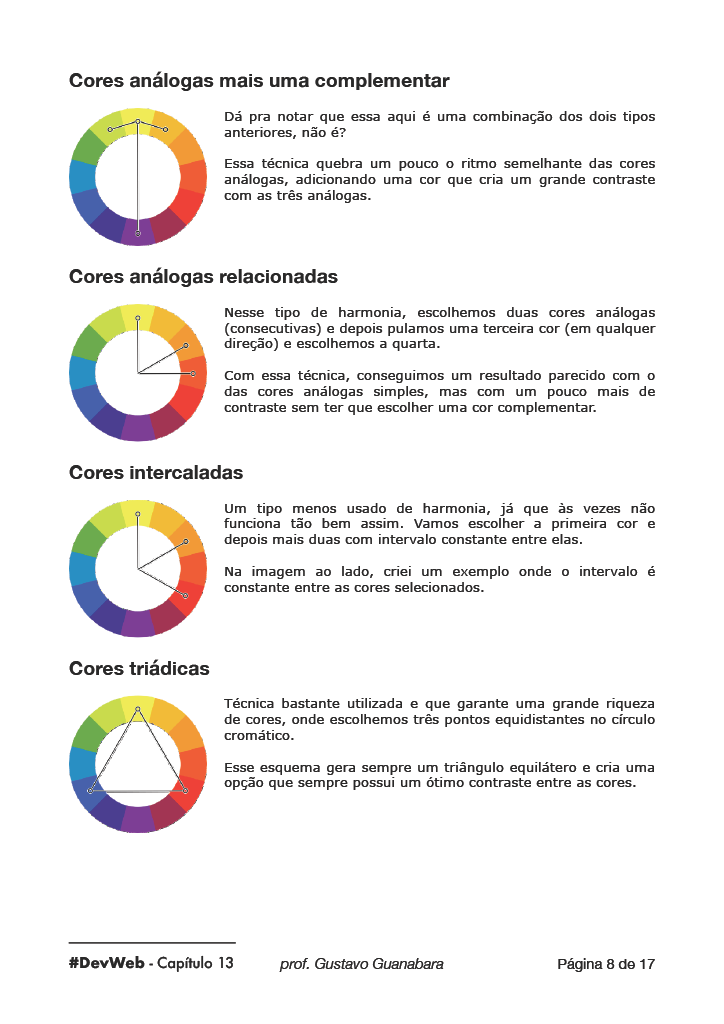 Cores análogas mais uma complementar
Dá pra notar que essa aqui é uma combinação dos dois tipos
anteriores, não é?
Essa técnica quebra um pouco o ritmo semelhante das cores
análogas, adicionando uma cor que cria um grande contraste
com as três análogas.
Cores análogas relacionadas
Nesse tipo de harmonia, escolhemos duas cores análogas
(consecutivas) e depois pulamos uma terceira cor (em qualquer
direção) e escolhemos a quarta.
Com essa técnica, conseguimos um resultado parecido com o
das cores análogas simples, mas com um pouco mais de
contraste sem ter que escolher uma cor complementar.
Cores intercaladas
Um tipo menos usado de harmonia, já que às vezes não
funciona tão bem assim. Vamos escolher a primeira cor e
depois mais duas com intervalo constante entre elas.
Na imagem ao lado, criei um exemplo onde o intervalo é
constante entre as cores selecionados.
Cores triádicas
Técnica bastante utilizada e que garante uma grande riqueza
de cores, onde escolhemos três pontos equidistantes no círculo
cromático.
Esse esquema gera sempre um triângulo equilátero e cria uma
opção que sempre possui um ótimo contraste entre as cores.
#DevWeb - Capítulo 13 prof. Gustavo Guanabara Página 8 de 17